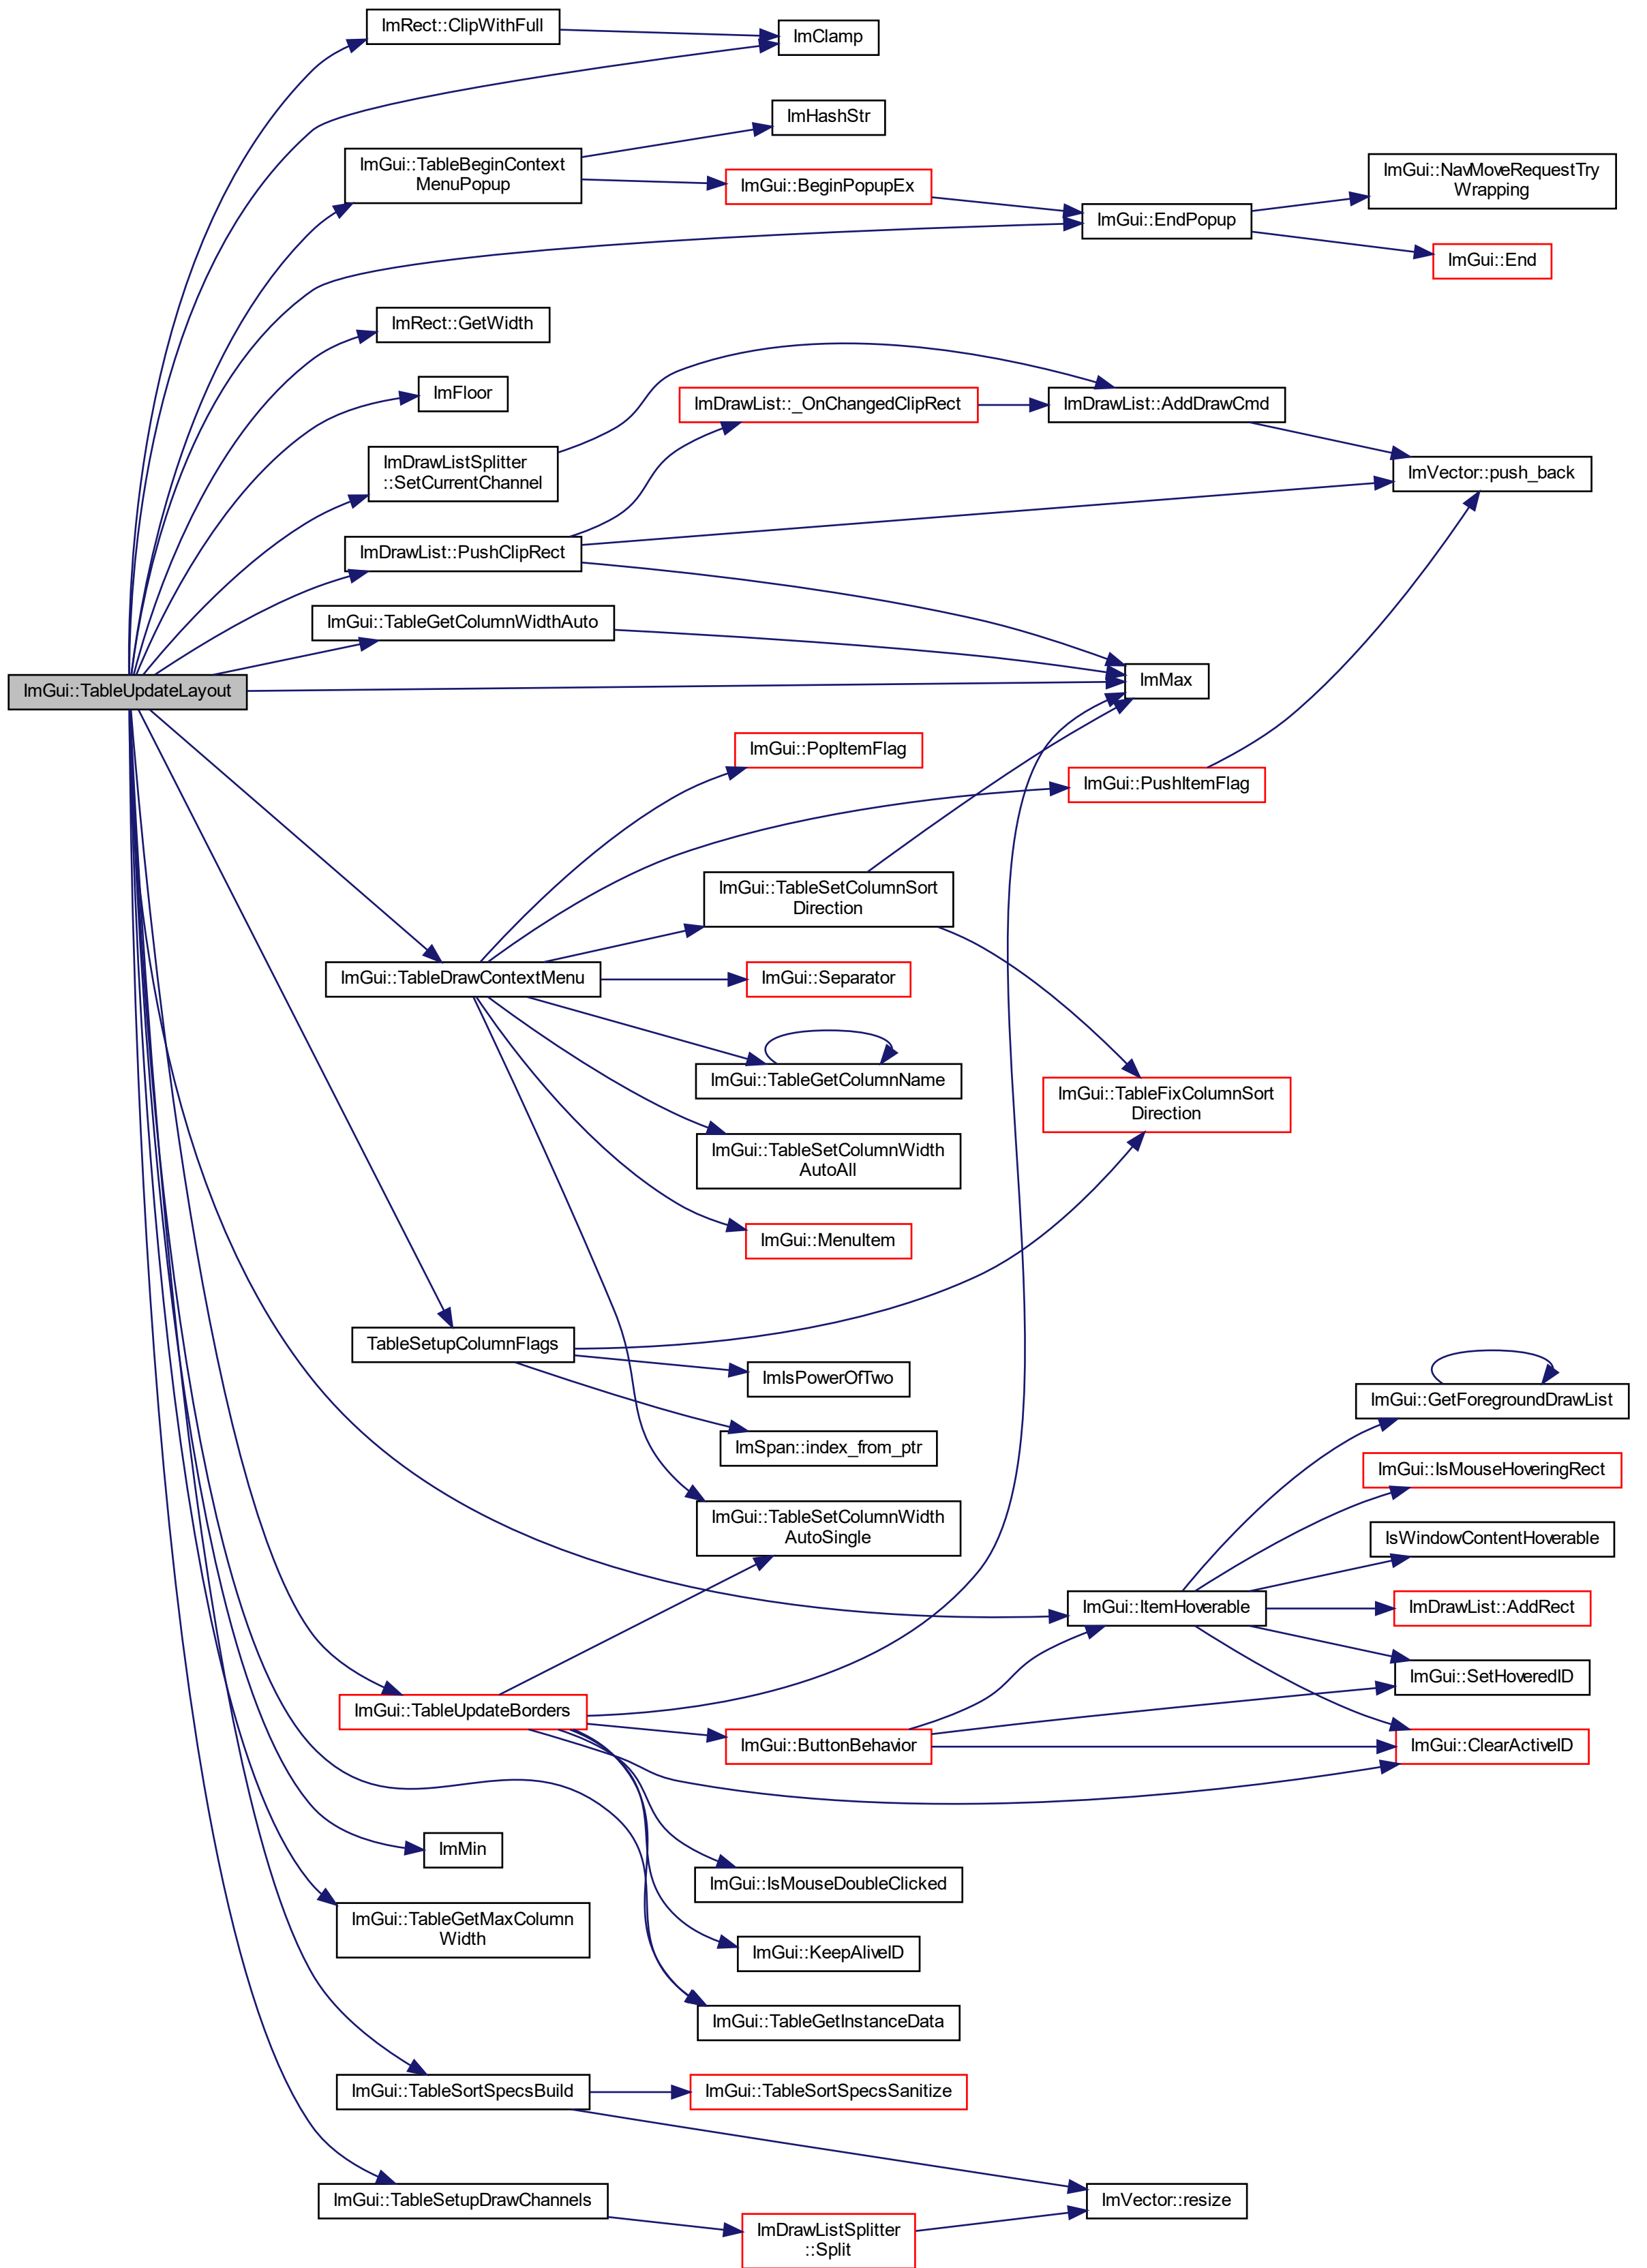 ImRect::ClipWithFull
ImClamp
ImHashStr
ImGui::TableBeginContext
MenuPopup
ImGui::BeginPopupEx
ImGui::NavMoveRequestTry
Wrapping
ImGui::EndPopup
ImGui::End
ImRect::GetWidth
ImFloor
ImDrawList::_OnChangedClipRect
ImDrawList::AddDrawCmd
ImDrawListSplitter
::SetCurrentChannel
ImVector::push_back
ImDrawList::PushClipRect
ImGui::TableGetColumnWidthAuto
ImGui::TableUpdateLayout
ImMax
ImGui::PopItemFlag
ImGui::PushItemFlag
ImGui::TableSetColumnSort
Direction
ImGui::TableDrawContextMenu
ImGui::Separator
ImGui::TableGetColumnName
ImGui::TableFixColumnSort
Direction
ImGui::TableSetColumnWidth
AutoAll
ImGui::MenuItem
TableSetupColumnFlags
ImIsPowerOfTwo
ImGui::GetForegroundDrawList
ImSpan::index_from_ptr
ImGui::IsMouseHoveringRect
ImGui::TableSetColumnWidth
AutoSingle
IsWindowContentHoverable
ImGui::ItemHoverable
ImDrawList::AddRect
ImGui::SetHoveredID
ImGui::TableUpdateBorders
ImGui::ButtonBehavior
ImGui::ClearActiveID
ImMin
ImGui::IsMouseDoubleClicked
ImGui::TableGetMaxColumn
Width
ImGui::KeepAliveID
ImGui::TableGetInstanceData
ImGui::TableSortSpecsBuild
ImGui::TableSortSpecsSanitize
ImGui::TableSetupDrawChannels
ImVector::resize
ImDrawListSplitter
::Split